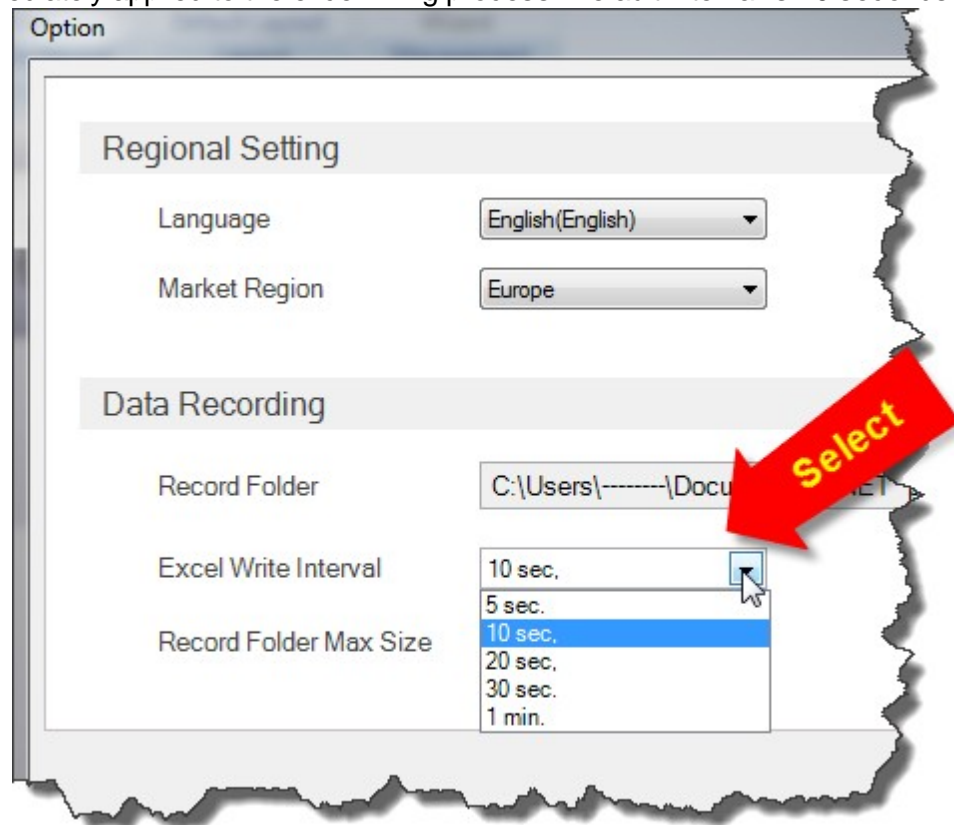 Option
Regional Setting
Language English(English)
Market Region Europe
Data Recording
Select
Record Folder C:\Users\--------\Docu
Excel Write Interval 10 sec,
5 sec.
10 sec,
Record Folder Max Size 20 sec,
30 sec.
1 min.